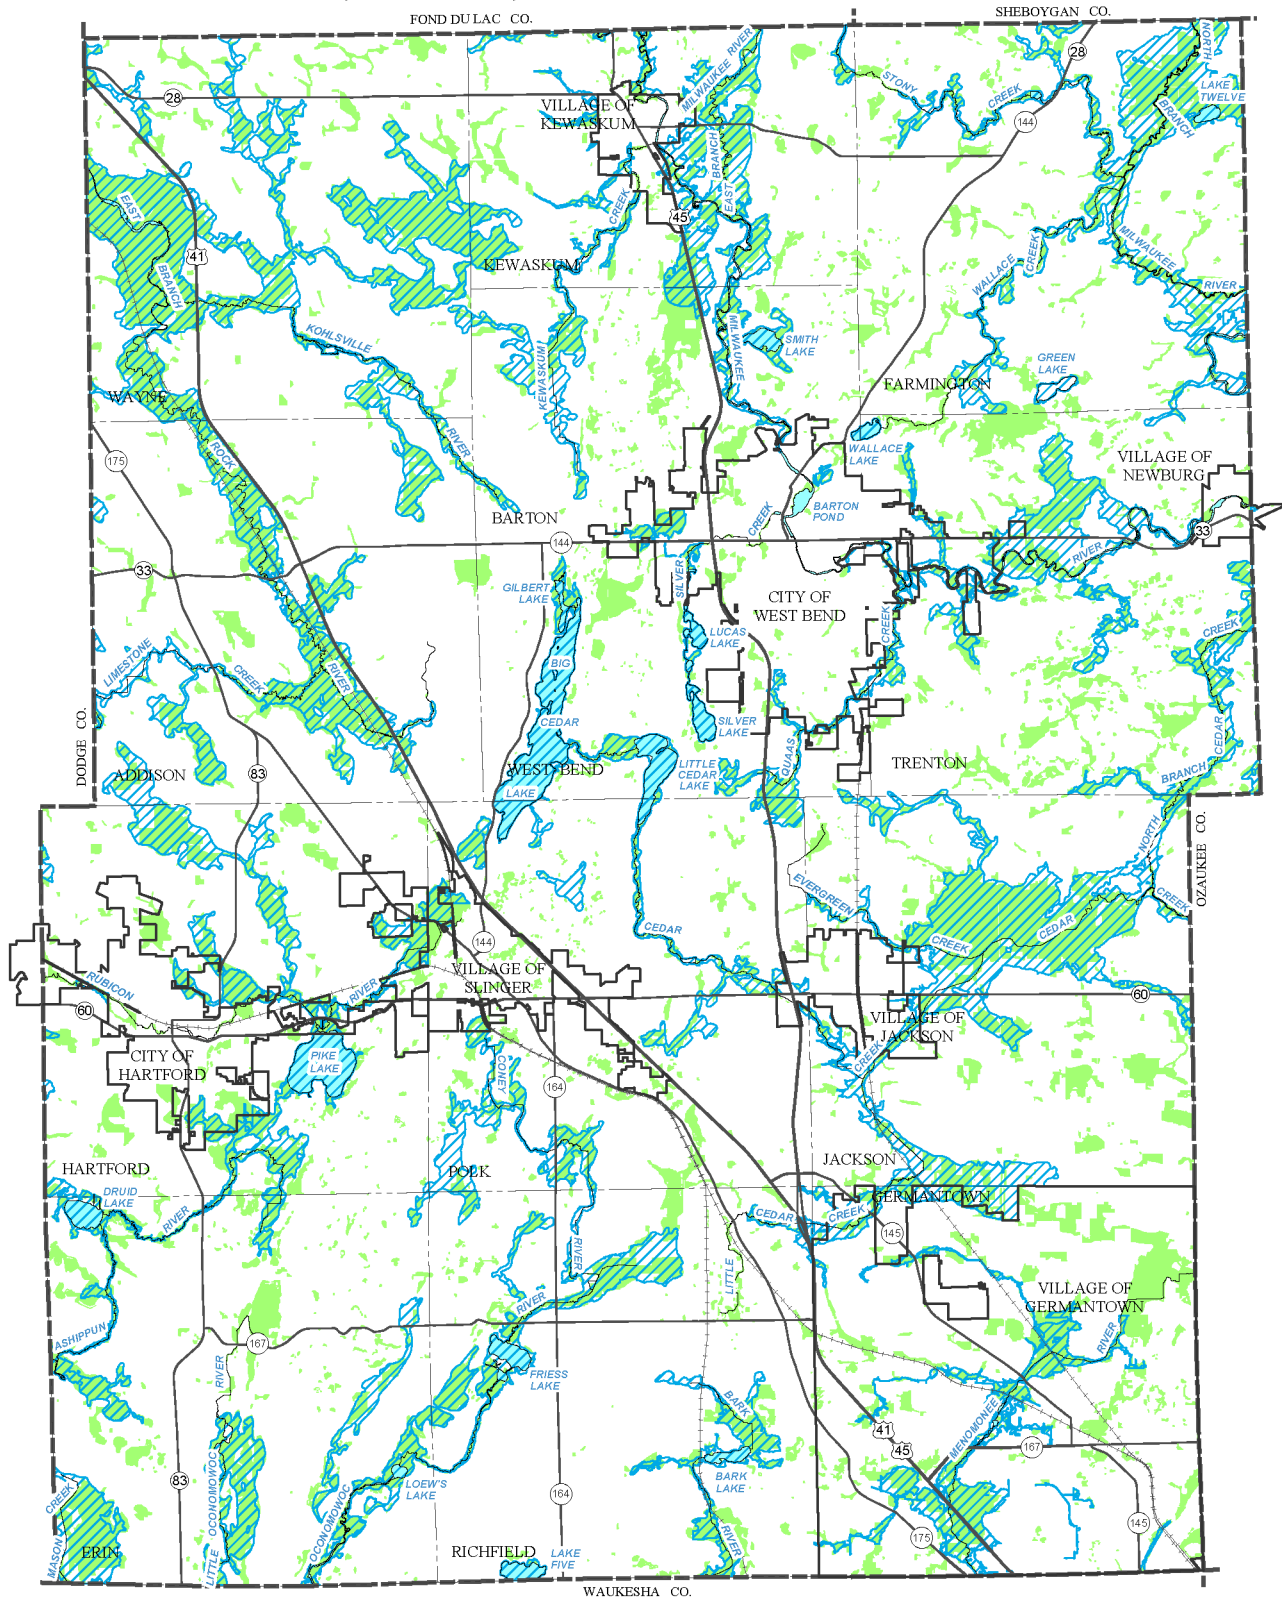 FOND DU LAC CO.
SHEBOYGAN CO.
28
28
144
STONY
CREEK
NORTH
BRANCH
LAKE
TWELVE
MILWAUKEE RIVER
VILLAGE OF
KEWASKUM
EAST BRANCH
CREEK
45
EAST
BRANCH
41
KEWASKUM
WALLACE
CREEK
MILWAUKEE
RIVER
KOHLSVILLE
RIVER
KEWASKUM
MILWAUKEE
SMITH
LAKE
GREEN
LAKE
FARMINGTON
WAYNE
ROCK
175
WALLACE
LAKE
VILLAGE OF
NEWBURG
BARTON
CREEK
BARTON
POND
144
33
RIVER
33
GILBERT
LAKE
SILVER
CITY OF
WEST BEND
LUCAS
LAKE
CREEK
CREEK
LIMESTONE
CREEK
RIVER
BIG
CEDAR
LAKE
SILVER
LAKE
CEDAR
DODGE CO.
ADDISON
83
WEST BEND
LITTLE
CEDAR
LAKE
QUAAS
TRENTON
BRANCH
NORTH
OZAUKEE CO.
EVERGREEN
CREEK
CEDAR
CREEK
CEDAR
144
VILLAGE OF
SLINGER
RUBICON
RIVER
60
60
VILLAGE OF
JACKSON
CREEK
CITY OF
HARTFORD
PIKE
LAKE
CONEY
164
HARTFORD
POLK
JACKSON
DRUID
LAKE
RIVER
GERMANTOWN
CEDAR
CREEK
145
RIVER
LITTLE
VILLAGE OF
GERMANTOWN
RIVER
ASHIPPUN
167
RIVER
RIVER
FRIESS
LAKE
BARK
MENOMONEE
41
45
167
83
LITTLE OCONOMOWOC
LOEW'S
LAKE
BARK
LAKE
164
MASON
CREEK
OCONOMOWOC
145
175
RIVER
ERIN
RICHFIELD
LAKE
FIVE
WAUKESHA CO.